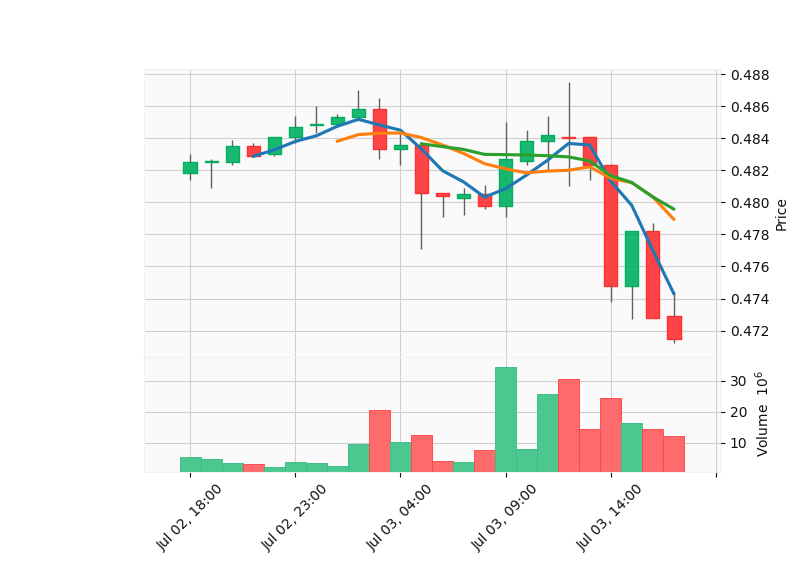 0.488
0.486
0.484
0.482
0.480
0.478
0.476
0.474
0.472
Price
30
20
10
Volume 10⁶
Jul 02, 18:00
Jul 02, 23:00
Jul 03, 04:00
Jul 03, 09:00
Jul 03, 14:00